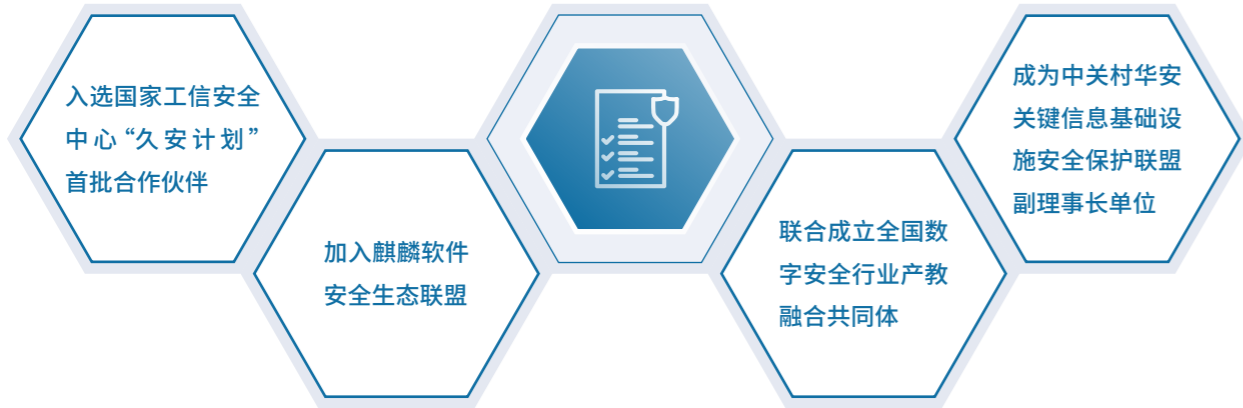 入选国家工信安全
中心“久安计划”
首批合作伙伴
加入麒麟软件
安全生态联盟
联合成立全国数
字安全行业产教
融合共同体
成为中关村华安
关键信息基础设
施安全保护联盟
副理事长单位